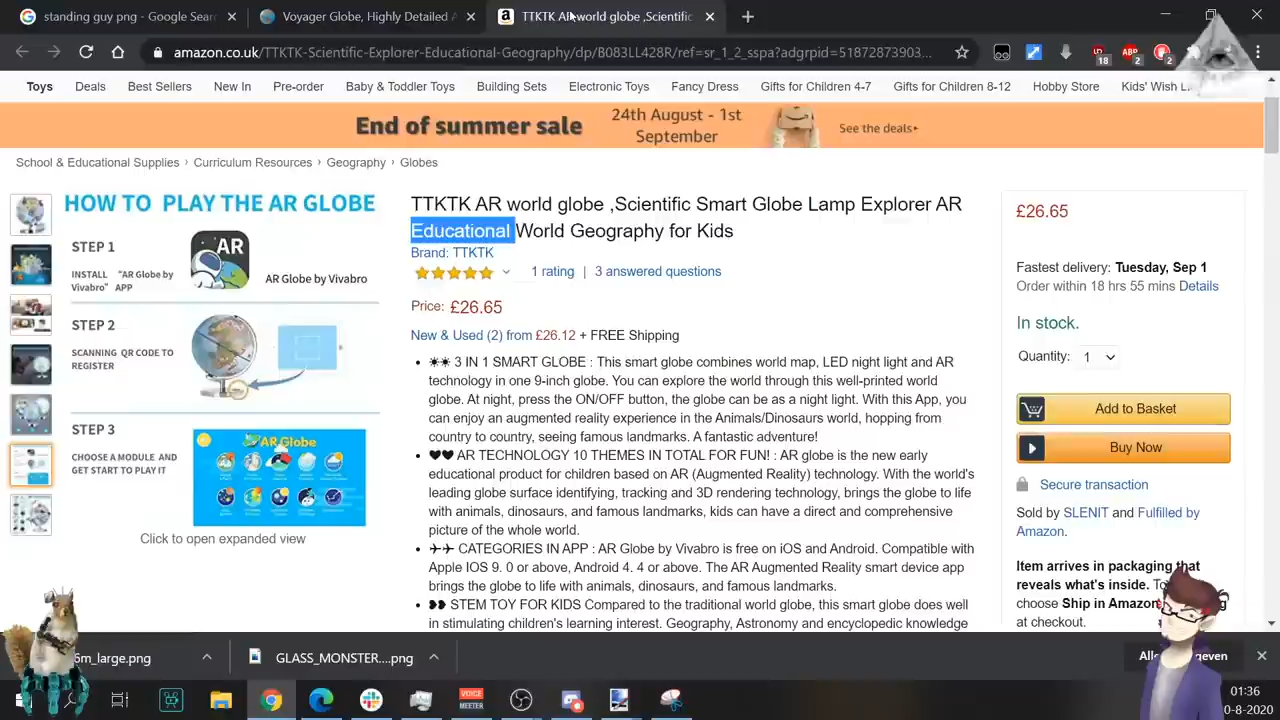 standing guy png - Google Sear
Voyager Globe, Highly Detailed A
TTKTK AR world globe ,Scientific
amazon.co.uk/TTKTK-Scientific-Explorer-Educational-Geography/dp/B083LL428R/ref=sr_1_2_sspa?adgrpid=51872873903...
18
ABP
2
2
Toys Deals Best Sellers New In Pre-order Baby & Toddler Toys Building Sets Electronic Toys Fancy Dress Gifts for Children 4-7 Gifts for Children 8-12 Hobby Store Kids' Wish
End of summer sale
24th August - 1st
September
See the deals
School & Educational Supplies › Curriculum Resources › Geography › Globes
HOW TO PLAY THE AR GLOBE
STEP 1
INSTALL "AR Globe by
Vivabro" APP
AR
AR Globe by Vivabro
STEP 2
SCANNING QR CODE TO
REGISTER
STEP 3
CHOOSE A MODULE AND
GET START TO PLAY IT
AR Globe
Click to open expanded view
TTKTK AR world globe ,Scientific Smart Globe Lamp Explorer AR
Educational World Geography for Kids
Brand: TTKTK
1 rating | 3 answered questions
Price: £26.65
New & Used (2) from £26.12 + FREE Shipping
• ☀☀ 3 IN 1 SMART GLOBE : This smart globe combines world map, LED night light and AR
technology in one 9-inch globe. You can explore the world through this well-printed world
globe. At night, press the ON/OFF button, the globe can be as a night light. With this App, you
can enjoy an augmented reality experience in the Animals/Dinosaurs world, hopping from
country to country, seeing famous landmarks. A fantastic adventure!
• ♥♥ AR TECHNOLOGY 10 THEMES IN TOTAL FOR FUN! : AR globe is the new early
educational product for children based on AR (Augmented Reality) technology. With the world's
leading globe surface identifying, tracking and 3D rendering technology, brings the globe to life
with animals, dinosaurs, and famous landmarks, kids can have a direct and comprehensive
picture of the whole world.
• ✈✈ CATEGORIES IN APP : AR Globe by Vivabro is free on iOS and Android. Compatible with
Apple IOS 9. 0 or above, Android 4. 4 or above. The AR Augmented Reality smart device app
brings the globe to life with animals, dinosaurs, and famous landmarks.
• ❥❥ STEM TOY FOR KIDS Compared to the traditional world globe, this smart globe does well
in stimulating children's learning interest. Geography, Astronomy and encyclopedic knowledge
£26.65
Fastest delivery: Tuesday, Sep 1
Order within 18 hrs 55 mins Details
In stock.
Quantity: 1
Add to Basket
Buy Now
Secure transaction
Sold by SLENIT and Fulfilled by
Amazon.
Item arrives in packaging that
reveals what's inside. To
choose Ship in Amazon
at checkout.
6m_large.png
GLASS_MONSTER....png
VOICE
MEETER
01:36
0-8-2020